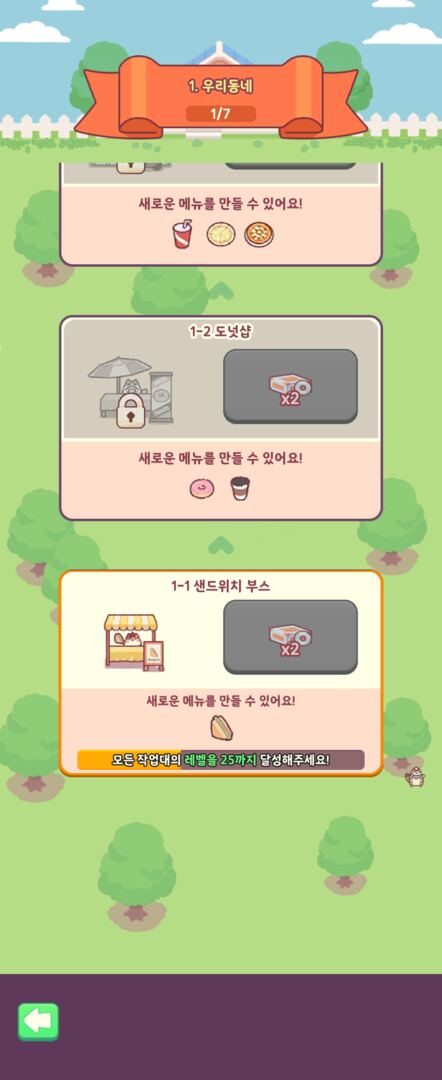 1. 우리동네
1/7
새로운 메뉴를 만들 수 있어요!
1-2 도넛샵
x2
새로운 메뉴를 만들 수 있어요!
1-1 샌드위치 부스
x2
새로운 메뉴를 만들 수 있어요!
모든 작업대의 레벨을 25까지 달성해주세요!